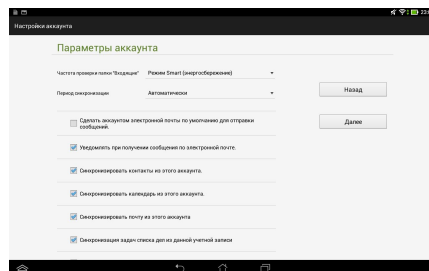 Настройки аккаунта
Параметры аккаунта
Частота проверки папки "Входящие" Режим Smart (энергосбережение)
Период синхронизации Автоматически
Назад
Далее
Сделать аккаунтом электронной почты по умолчанию для отправки
сообщений.
Уведомлять при получении сообщения по электронной почте.
Синхронизировать контакты из этого аккаунта.
Синхронизировать календарь из этого аккаунта.
Синхронизировать почту из этого аккаунта
Синхронизация задач списка дел из данной учетной записи